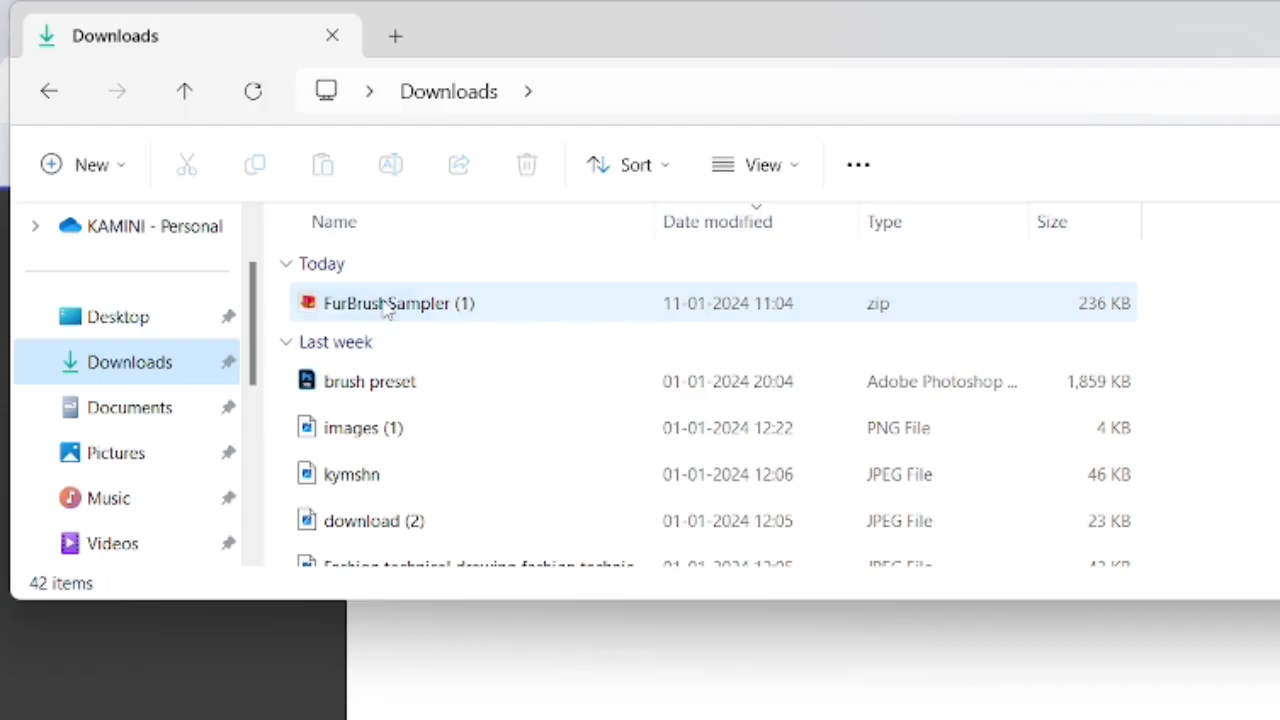 Downloads
Downloads
New
Sort
View
KAMINI - Personal
Desktop
Downloads
Documents
Pictures
Music
Videos
Name Date modified Type Size
Today
FurBrushSampler (1) 11-01-2024 11:04 zip 236 KB
Last week
brush preset 01-01-2024 20:04 Adobe Photoshop ... 1,859 KB
images (1) 01-01-2024 12:22 PNG File 4 KB
kymshn 01-01-2024 12:06 JPEG File 46 KB
download (2) 01-01-2024 12:05 JPEG File 23 KB
42 items